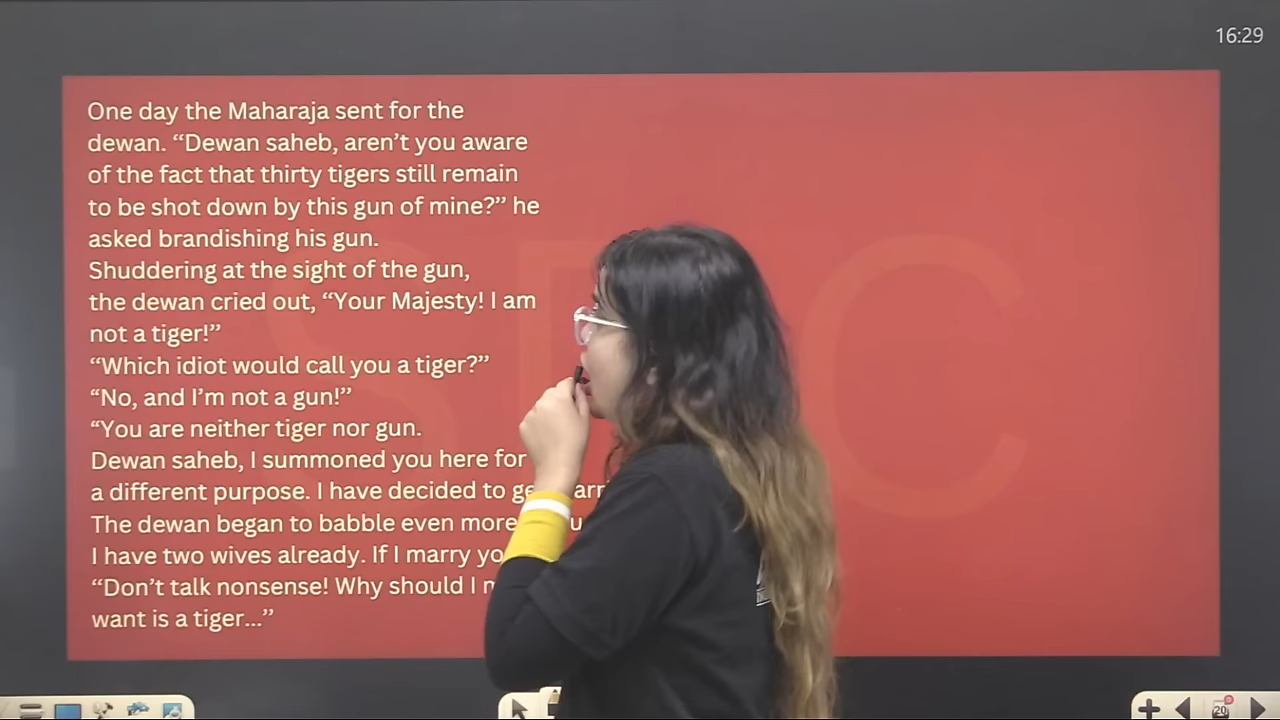 16:29
One day the Maharaja sent for the
dewan. “Dewan saheb, aren’t you aware
of the fact that thirty tigers still remain
to be shot down by this gun of mine?” he
asked brandishing his gun.
Shuddering at the sight of the gun,
the dewan cried out, “Your Majesty! I am
not a tiger!”
“Which idiot would call you a tiger?”
“No, and I’m not a gun!”
“You are neither tiger nor gun.
Dewan saheb, I summoned you here for
a different purpose. I have decided to
The dewan began to babble even more
I have two wives already. If I marry
“Don’t talk nonsense! Why should I
want is a tiger...”
20